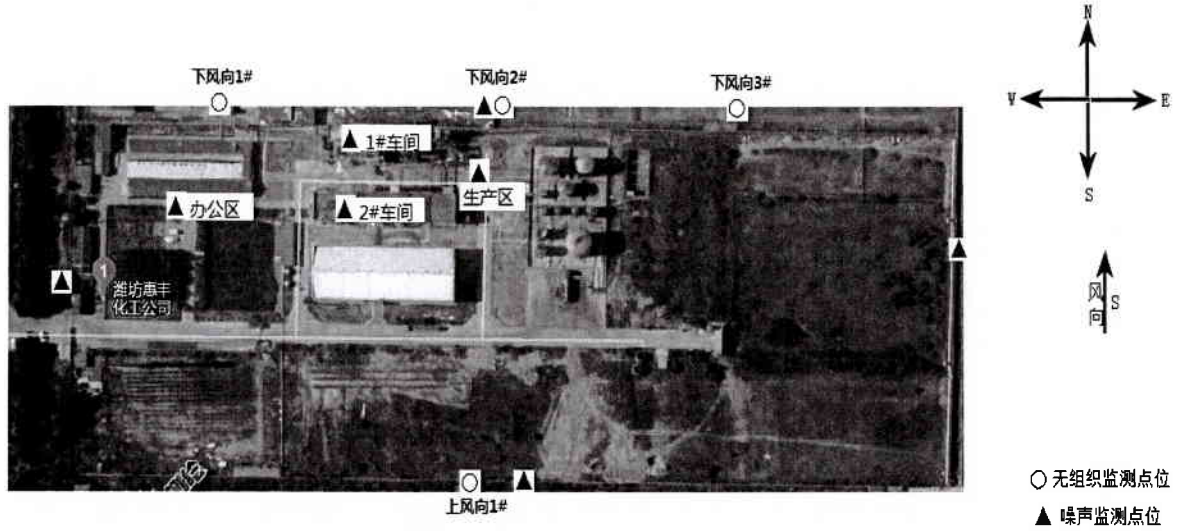 下风向1#
下风向2#
下风向3#
N
W
E
S
1#车间
生产区
办公区
2#车间
1
潍坊惠丰
化工公司
风向
S
上风向1#
无组织监测点位
噪声监测点位